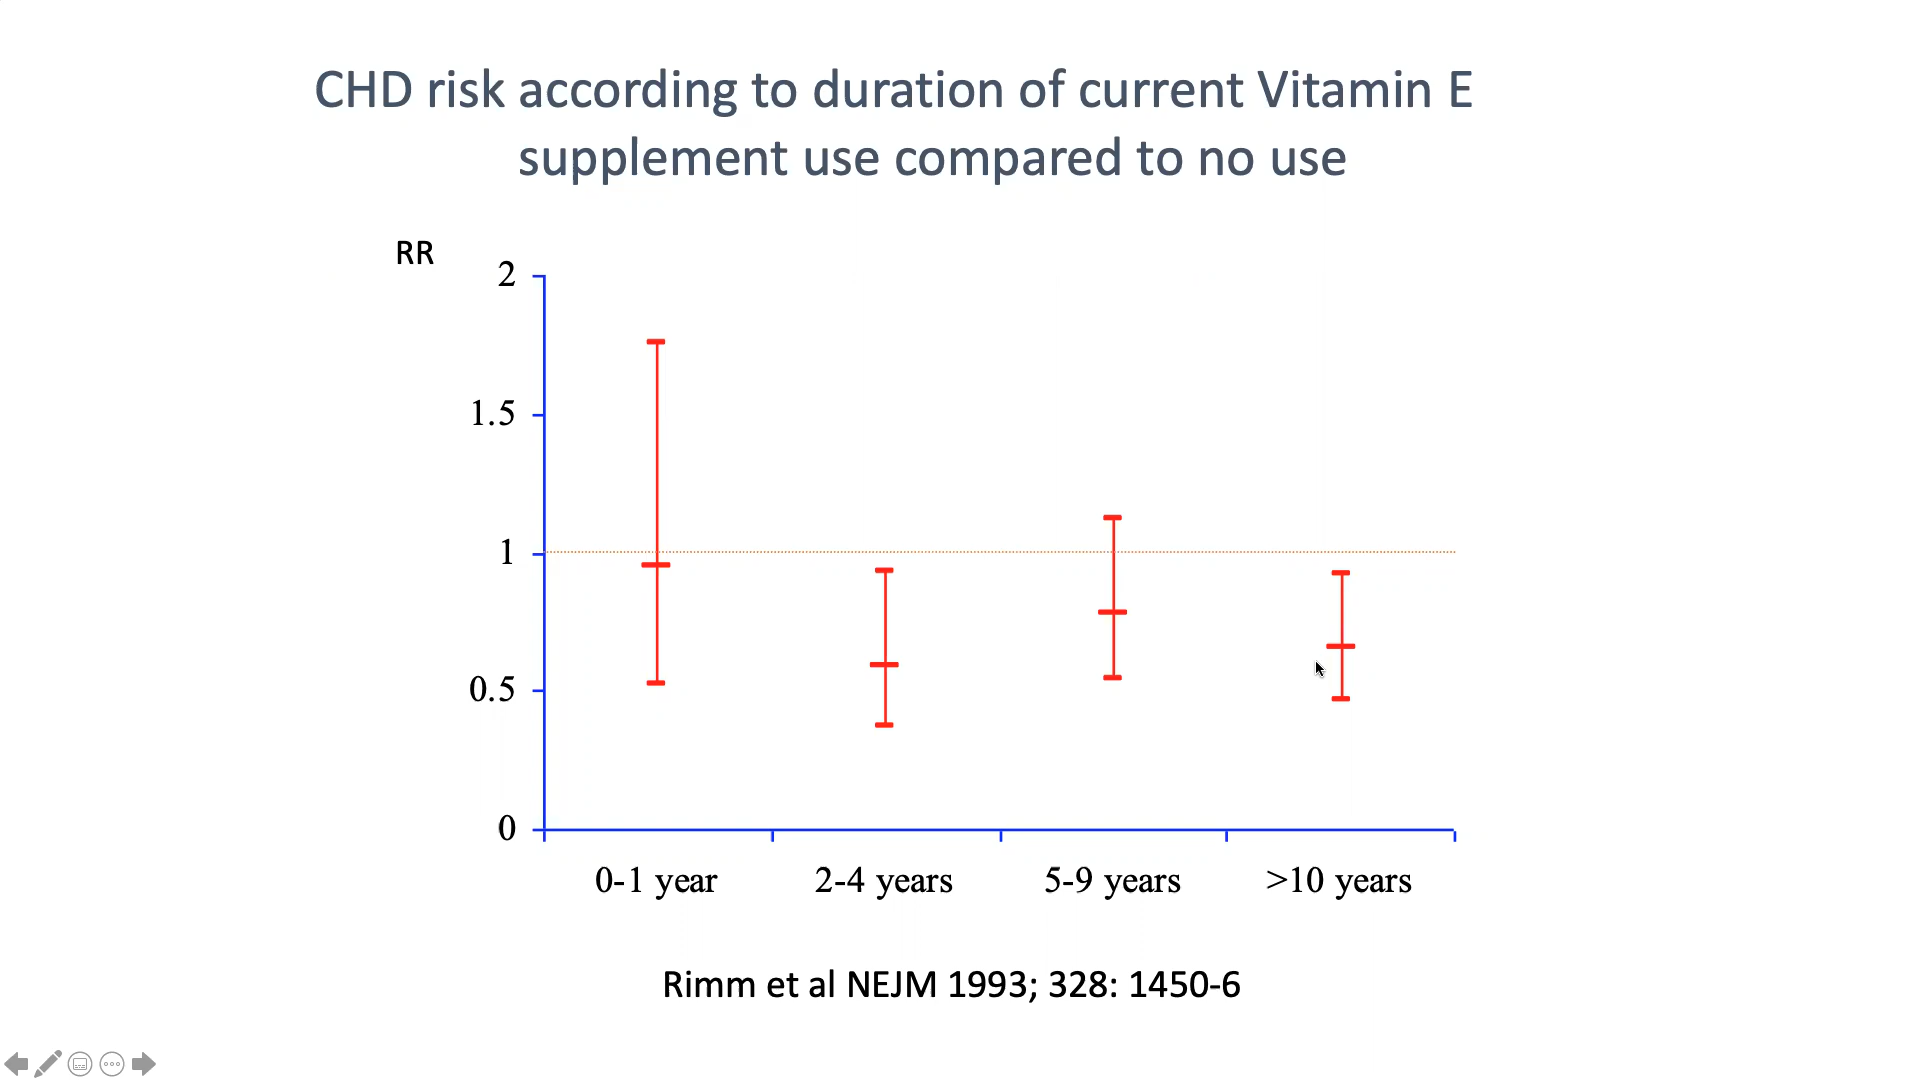 CHD risk according to duration of current Vitamin E
supplement use compared to no use
RR
2
1.5
1
0.5
0
0-1 year
2-4 years
5-9 years
>10 years
Rimm et al NEJM 1993; 328: 1450-6